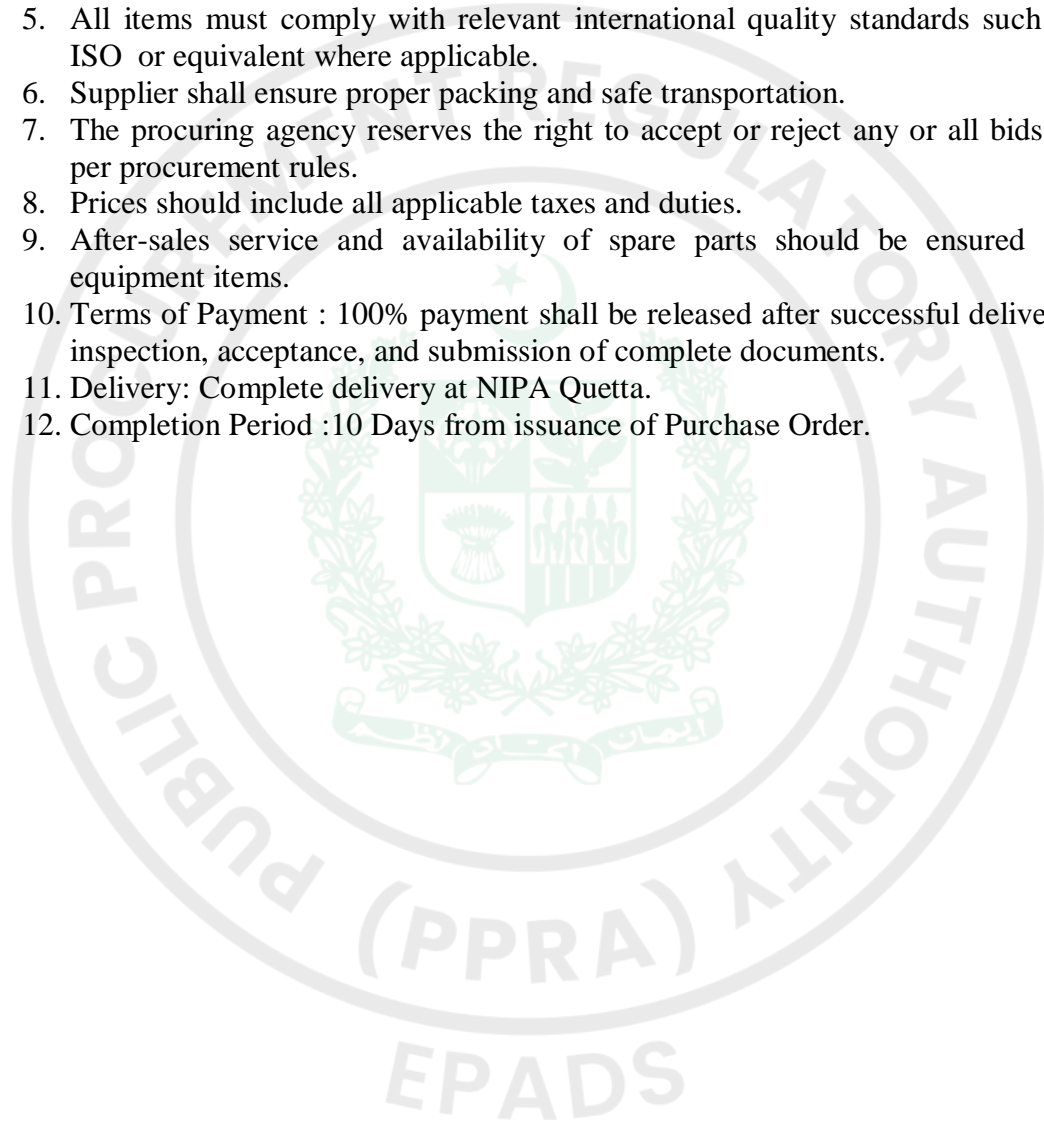 5. All items must comply with relevant international quality standards such
ISO or equivalent where applicable.
6. Supplier shall ensure proper packing and safe transportation.
7. The procuring agency reserves the right to accept or reject any or all bids
per procurement rules.
8. Prices should include all applicable taxes and duties.
9. After-sales service and availability of spare parts should be ensured
equipment items.
10. Terms of Payment : 100% payment shall be released after successful delive
inspection, acceptance, and submission of complete documents.
11. Delivery: Complete delivery at NIPA Quetta.
12. Completion Period :10 Days from issuance of Purchase Order.
PUBLIC PROCUREMENT REGULATORY AUTHORITY
(PPRA)
EPADS